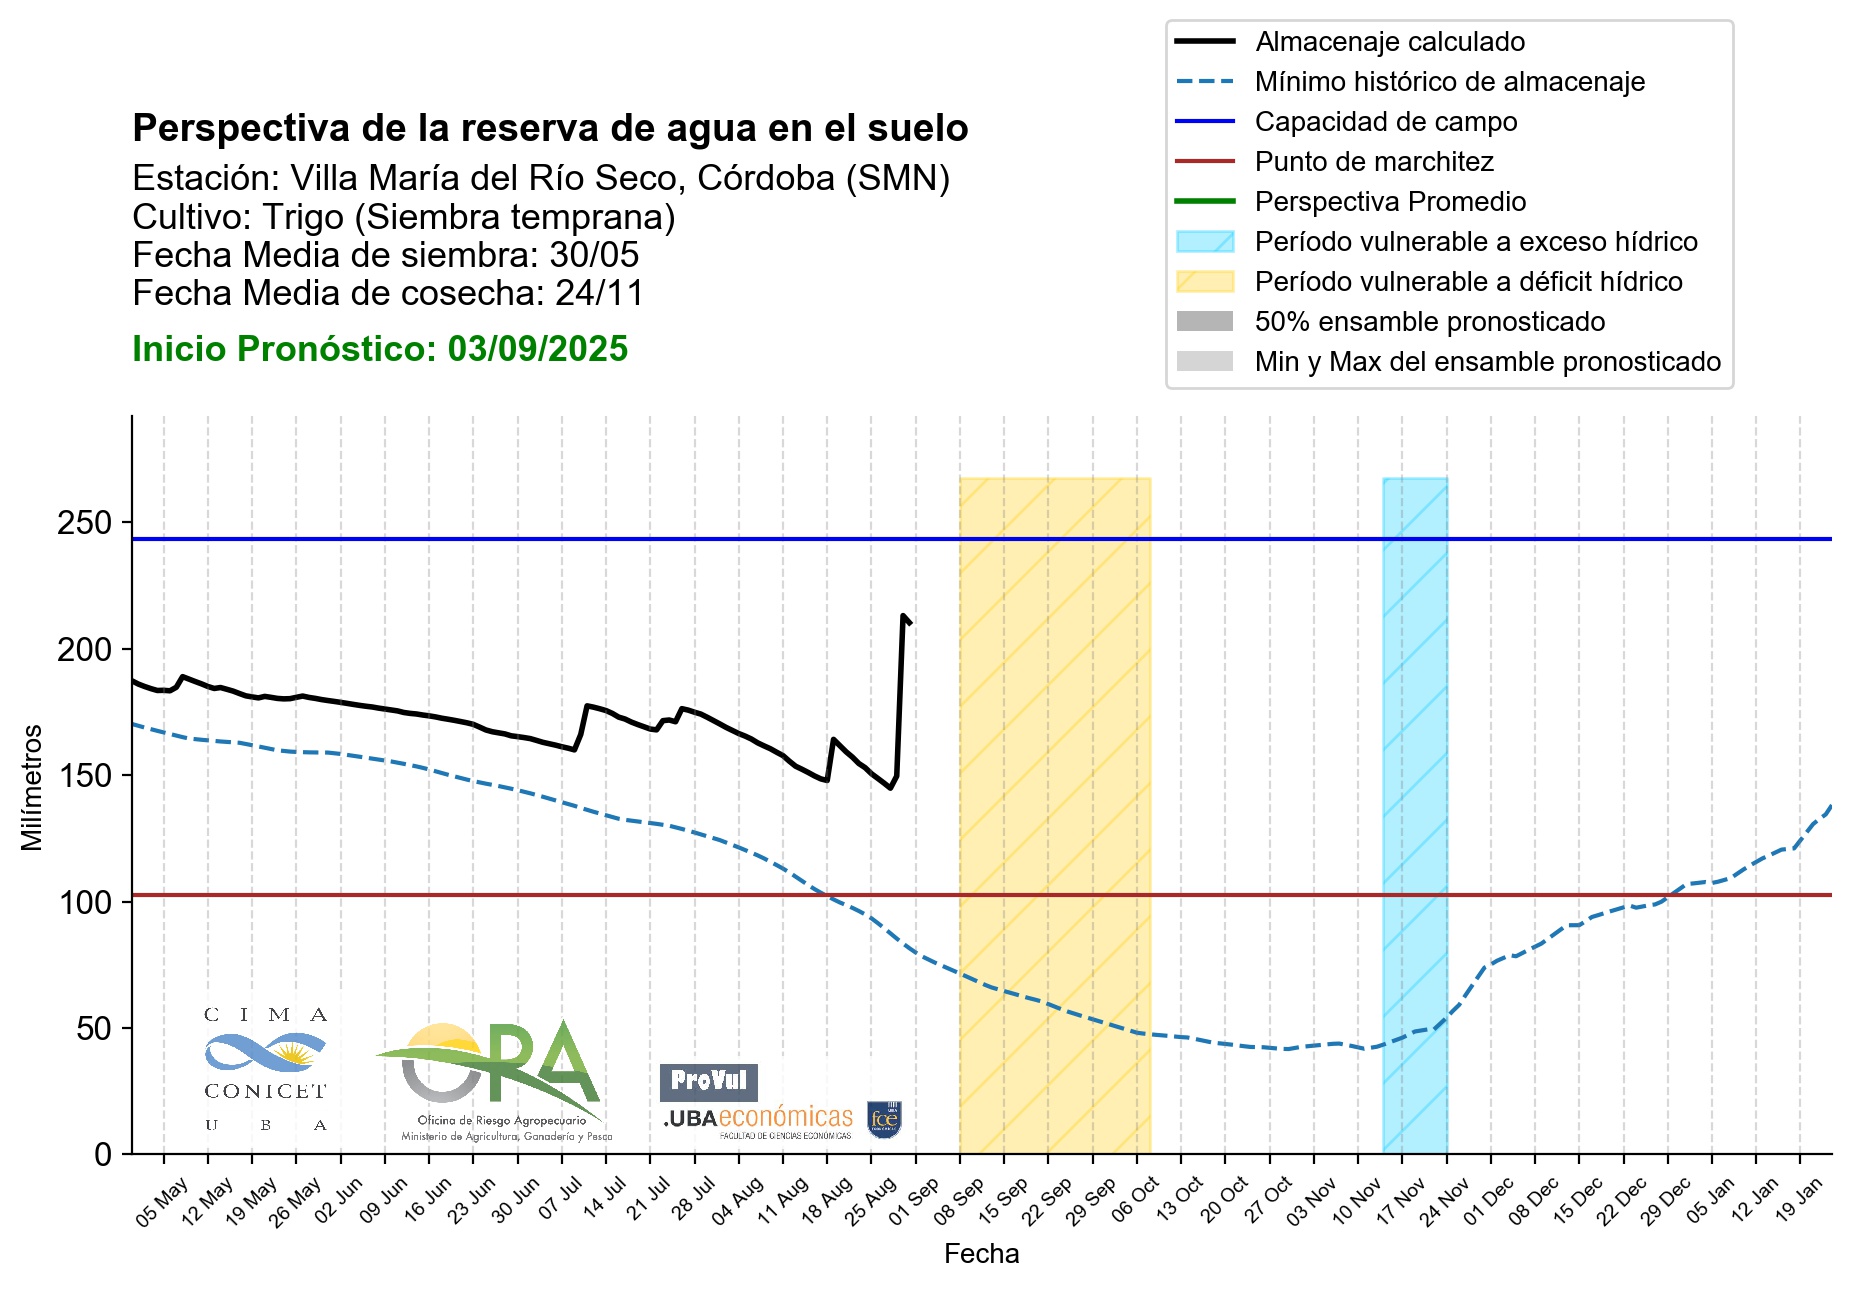 Almacenaje calculado
Mínimo histórico de almacenaje
Capacidad de campo
Punto de marchitez
Perspectiva Promedio
Período vulnerable a exceso hídrico
Período vulnerable a déficit hídrico
50% ensamble pronosticado
Min y Max del ensamble pronosticado
Perspectiva de la reserva de agua en el suelo
Estación: Villa María del Río Seco, Córdoba (SMN)
Cultivo: Trigo (Siembra temprana)
Fecha Media de siembra: 30/05
Fecha Media de cosecha: 24/11
Inicio Pronóstico: 03/09/2025
250
200
150
100
50
0
Milímetros
C I M A
CONICET
U B A
ORA
Oficina de Riesgo Agropecuario
Ministerio de Agricultura, Ganadería y Pesca
ProVul
.UBAeconómicas
FACULTAD DE CIENCIAS ECONÓMICAS
UBA
fce
05 May
12 May
19 May
26 May
02 Jun
09 Jun
16 Jun
23 Jun
30 Jun
07 Jul
14 Jul
21 Jul
28 Jul
04 Aug
11 Aug
18 Aug
25 Aug
01 Sep
08 Sep
15 Sep
22 Sep
29 Sep
06 Oct
13 Oct
20 Oct
27 Oct
03 Nov
10 Nov
17 Nov
24 Nov
01 Dec
08 Dec
15 Dec
22 Dec
29 Dec
05 Jan
12 Jan
19 Jan
Fecha